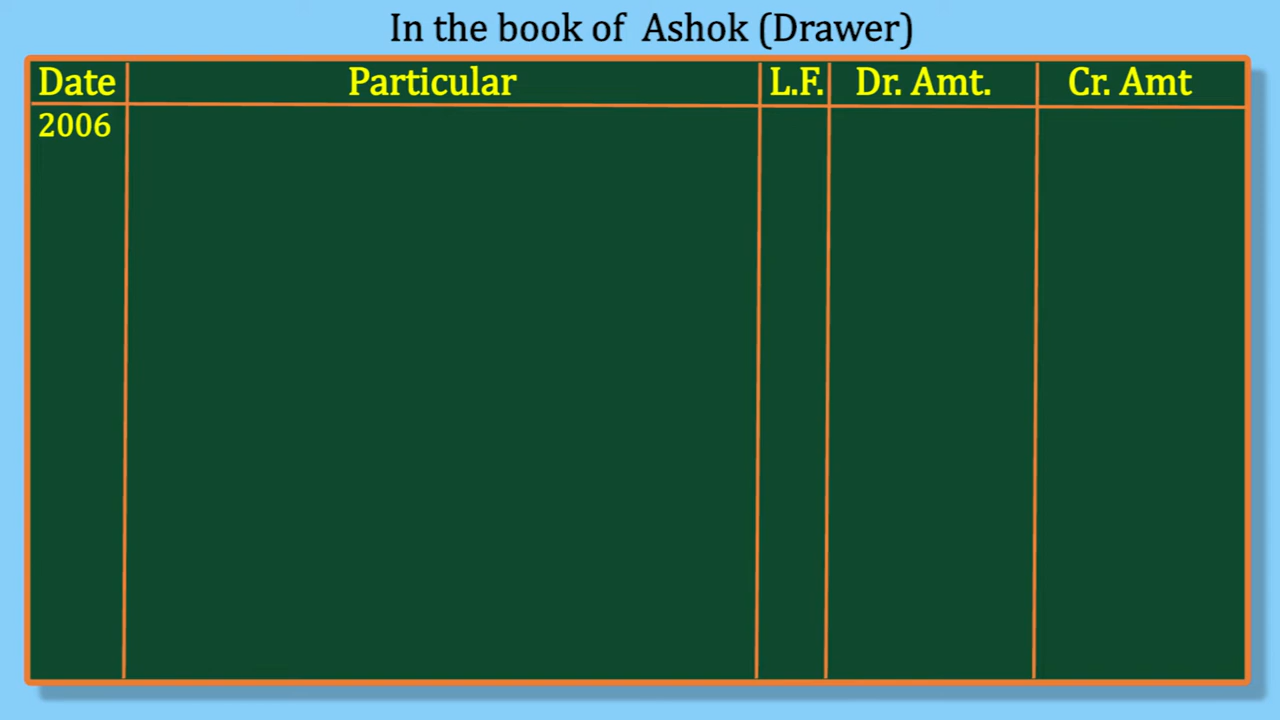 In the book of Ashok (Drawer)
Date Particular L.F. Dr. Amt. Cr. Amt
2006